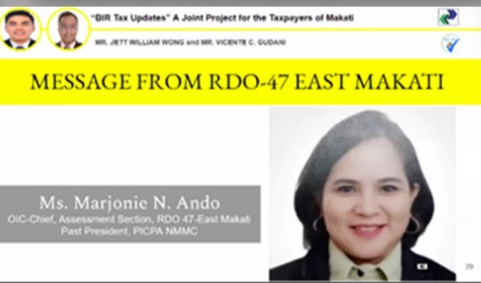 "BIR Tax Updates" A Joint Project for the Taxpayers of Makati
MR. JETT WILLIAM WONG and MR. VICENTE C. GUDANI
MESSAGE FROM RDO-47 EAST MAKATI
Ms. Marjonie N. Ando
OIC-Chief, Assessment Section, RDO 47-East Makati
Past President, PICPA NMMC
29